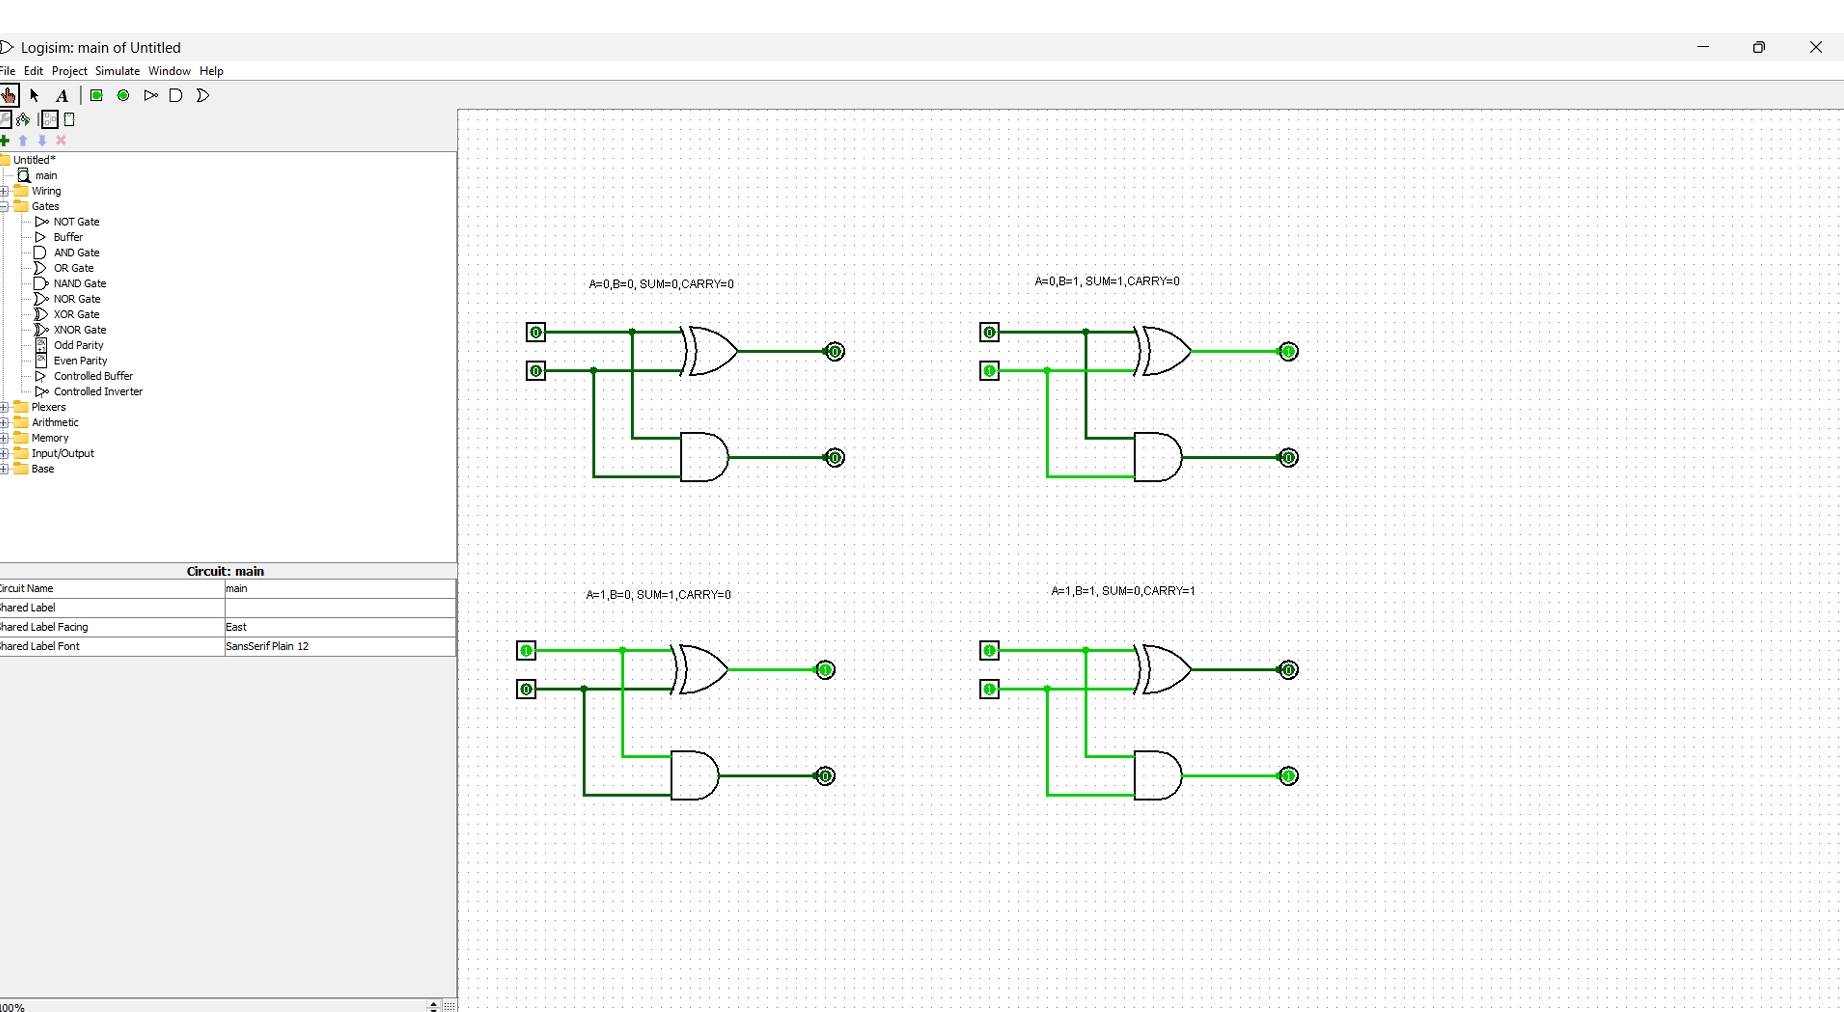 Logisim: main of Untitled
File Edit Project Simulate Window Help
A
Untitled*
main
Wiring
Gates
NOT Gate
Buffer
AND Gate
OR Gate
NAND Gate
NOR Gate
XOR Gate
XNOR Gate
Odd Parity
Even Parity
Controlled Buffer
Controlled Inverter
Plexers
Arithmetic
Memory
Input/Output
Base
Circuit: main
Circuit Name main
Shared Label
Shared Label Facing East
Shared Label Font SansSerif Plain 12
100%
A=0,B=0, SUM=0,CARRY=0
0
0
0
0
A=0,B=1, SUM=1,CARRY=0
0
1
1
0
A=1,B=0, SUM=1,CARRY=0
1
1
0
0
A=1,B=1, SUM=0,CARRY=1
1
0
1
1